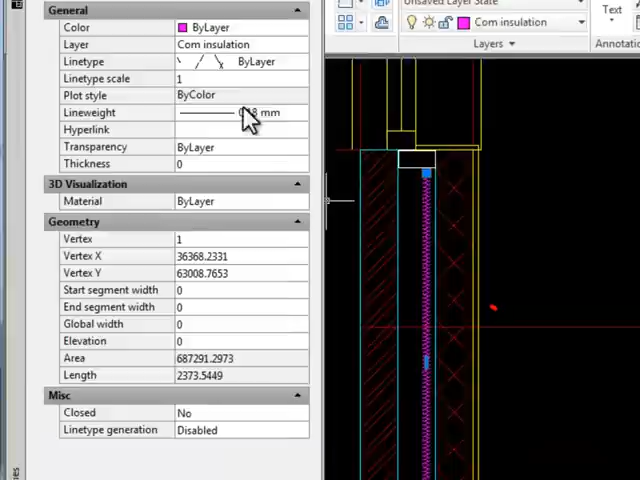 General
Unsaved Layer State
Color ByLayer
Com insulation
Text
Layer Com insulation
Layers
Annotati
Linetype ByLayer
Linetype scale 1
Plot style ByColor
Lineweight mm
Hyperlink
Transparency ByLayer
Thickness 0
3D Visualization
Material ByLayer
Geometry
Vertex 1
Vertex X 36368.2331
Vertex Y 63008.7653
Start segment width 0
End segment width 0
Global width 0
Elevation 0
Area 687291.2973
Length 2373.5449
Misc
Closed No
Linetype generation Disabled